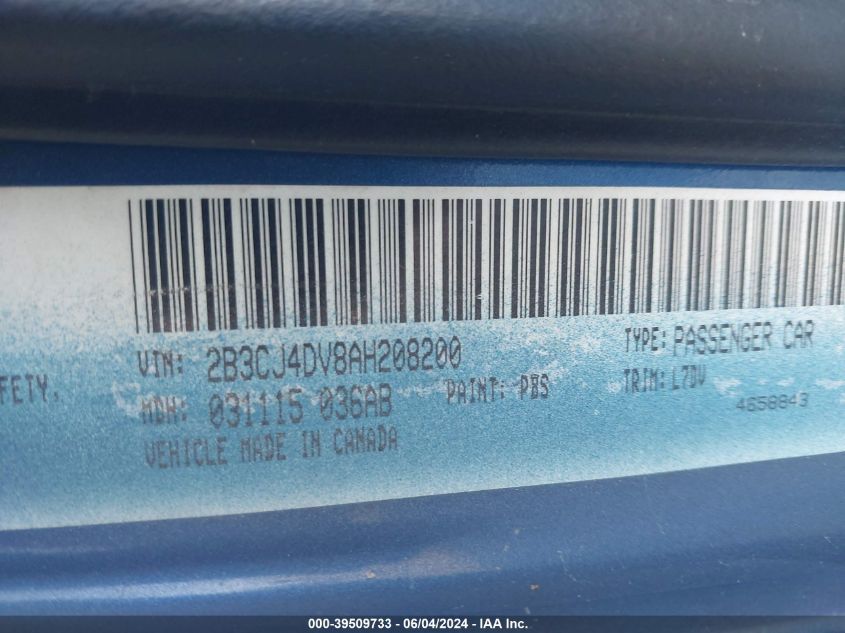 VIN: 2B3CJ4DV8AH208200
TYPE: PASSENGER CAR
FETY.
MDH: 031115 036AB
PAINT: PBS
TRIM: L7DV
4658843
VEHICLE MADE IN CANADA
000-39509733 - 06/04/2024 - IAA Inc.